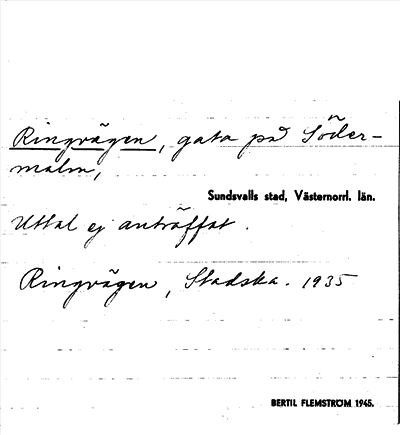 Ringvägen, gata på Söder-
malm,
Sundsvalls stad, Västernorrl. län.
Uttal ej anträffat.
Ringvägen, Stadska. 1935
BERTIL FLEMSTRÖM 1945.